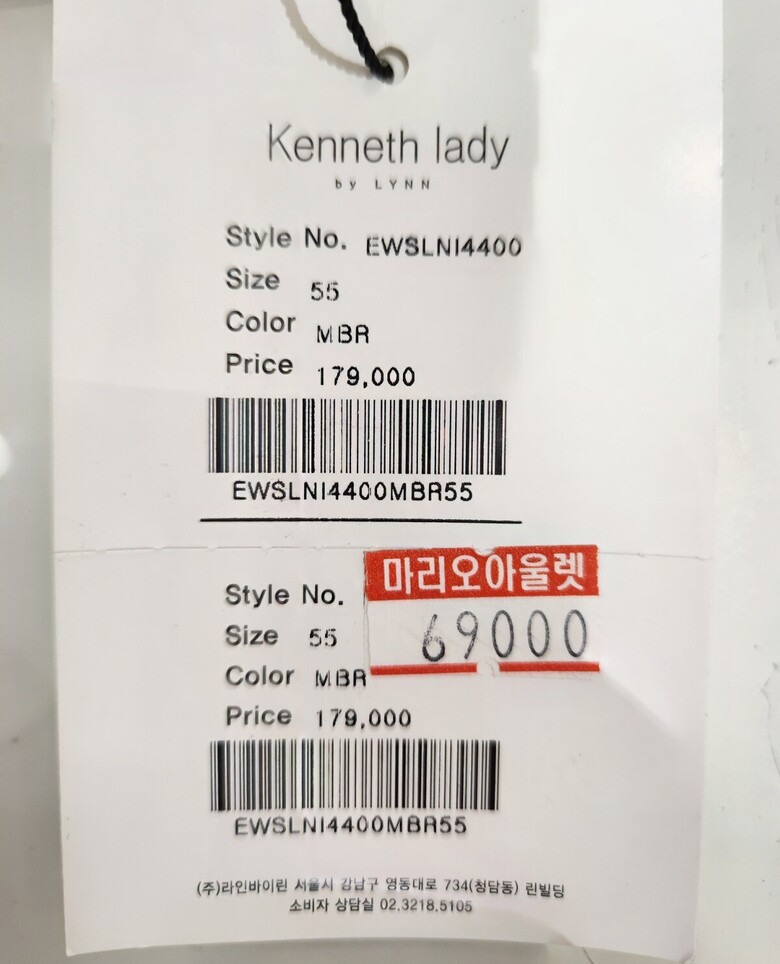 Kenneth lady
by LYNN
Style No. EWSLNI4400
Size 55
Color MBR
Price 179,000
EWSLNI4400MBR55
Style No.
마리오아울렛
69000
Size 55
Color MBR
Price 179,000
EWSLNI4400MBR55
(주)라인바이린 서울시 강남구 영동대로 734(청담동) 린빌딩
소비자 상담실 02.3218.5105